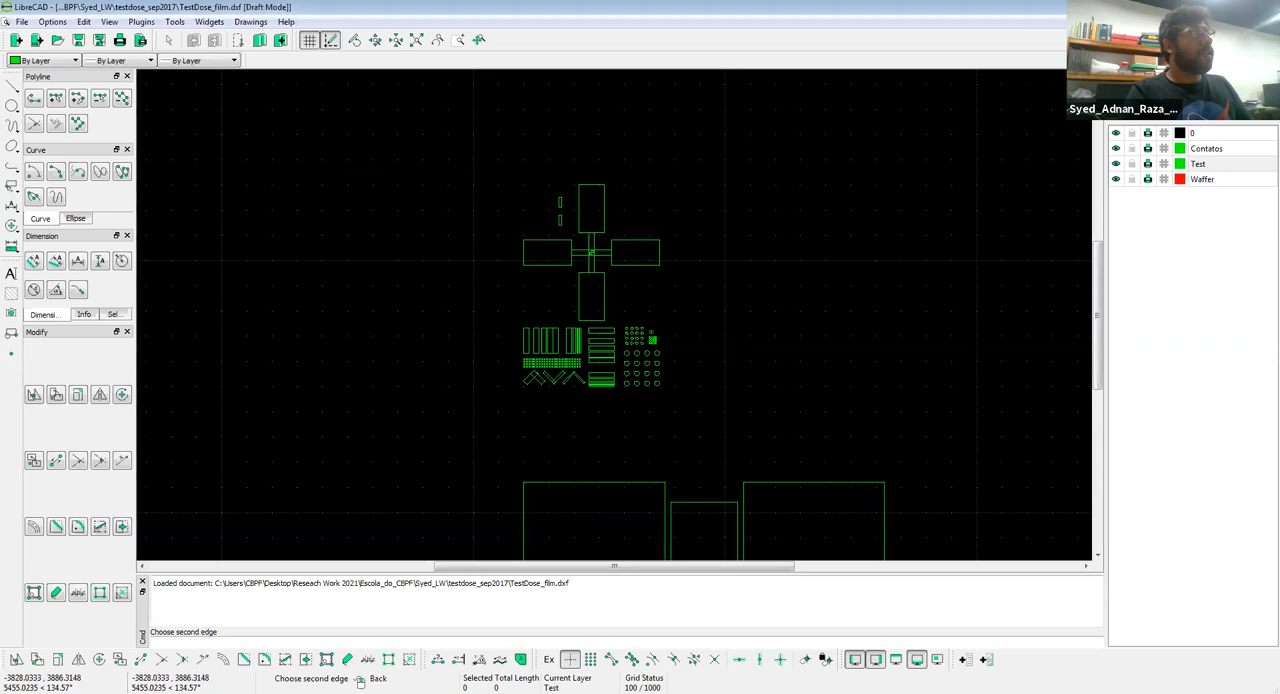 LibreCAD - [...BPF\Syed_LW\testdose_sep2017\TestDose_film.dxf [Draft Mode]]
File Options Edit View Plugins Tools Widgets Drawings Help
By Layer By Layer By Layer
Polyline
Curve
Curve Ellipse
Dimension
Dimensi... Info Sel...
Modify
Syed_Adnan_Raza_...
0
Contatos
Test
Waffer
Cmd
Loaded document: C:\Users\CBPF\Desktop\Reseach Work 2021\Escola_do_CBPF\Syed_LW\testdose_sep2017\TestDose_film.dxf
Choose second edge
Ex
-3828.0333 , 3886.3148
5455.0235 < 134.57°
-3828.0333 , 3886.3148
5455.0235 < 134.57°
Choose second edge Back
Selected Total Length
0 0
Current Layer
Test
Grid Status
100 / 1000